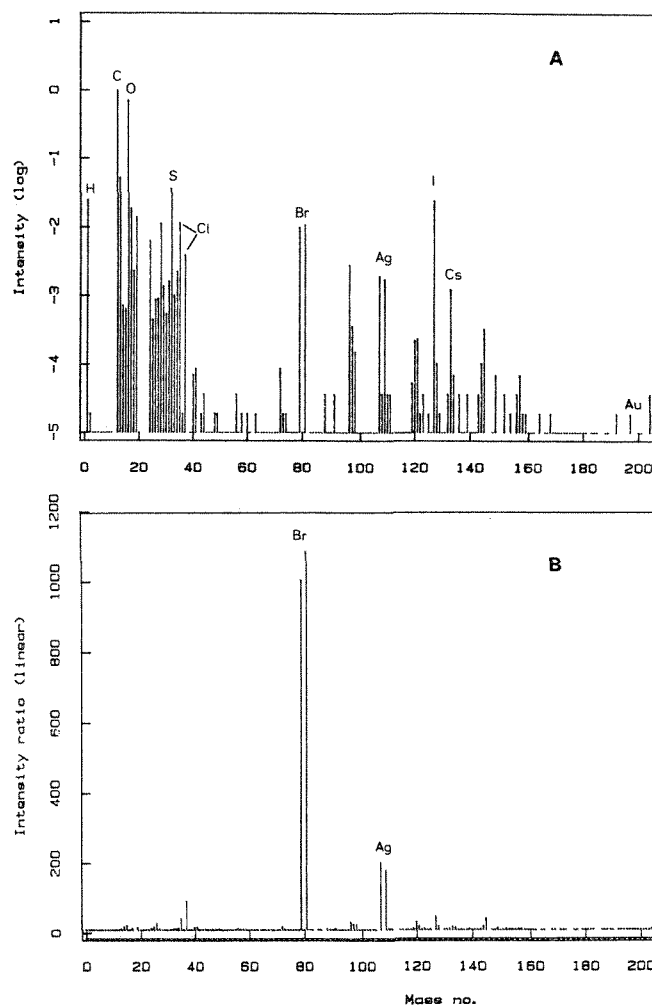 A
Intensity (log)
1
0
-1
-2
-3
-4
-5
H
C
O
S
Cl
Br
Ag
I
Cs
Au
0 20 40 60 80 100 120 140 160 180 200
B
Intensity ratio (linear)
1200
1000
800
600
400
200
0
Br
Ag
0 20 40 60 80 100 120 140 160 180 200
Mass no.